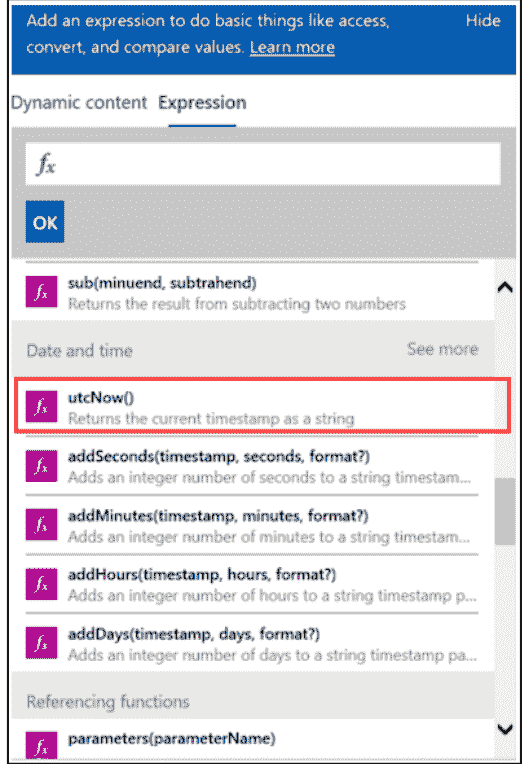 Add an expression to do basic things like access, Hide
convert, and compare values. Learn more
Dynamic content Expression
fx
OK
fx sub(minuend, subtrahend)
Returns the result from subtracting two numbers
Date and time See more
fx utcNow()
Returns the current timestamp as a string
fx addSeconds(timestamp, seconds, format?)
Adds an integer number of seconds to a string timestam...
fx addMinutes(timestamp, minutes, format?)
Adds an integer number of minutes to a string timestam...
fx addHours(timestamp, hours, format?)
Adds an integer number of hours to a string timestamp p...
fx addDays(timestamp, days, format?)
Adds an integer number of days to a string timestamp pa...
Referencing functions
fx parameters(parameterName)